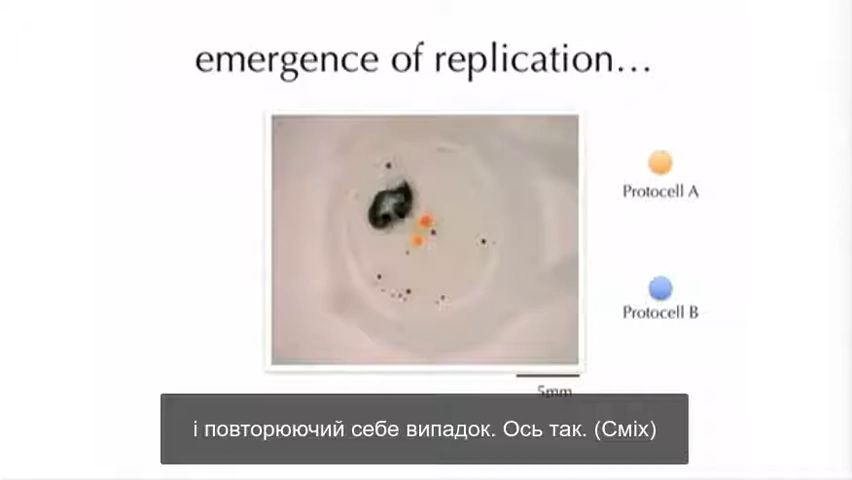 emergence of replication...
Protocell A
Protocell B
5mm
і повторюючий себе випадок. Ось так. (Сміх)